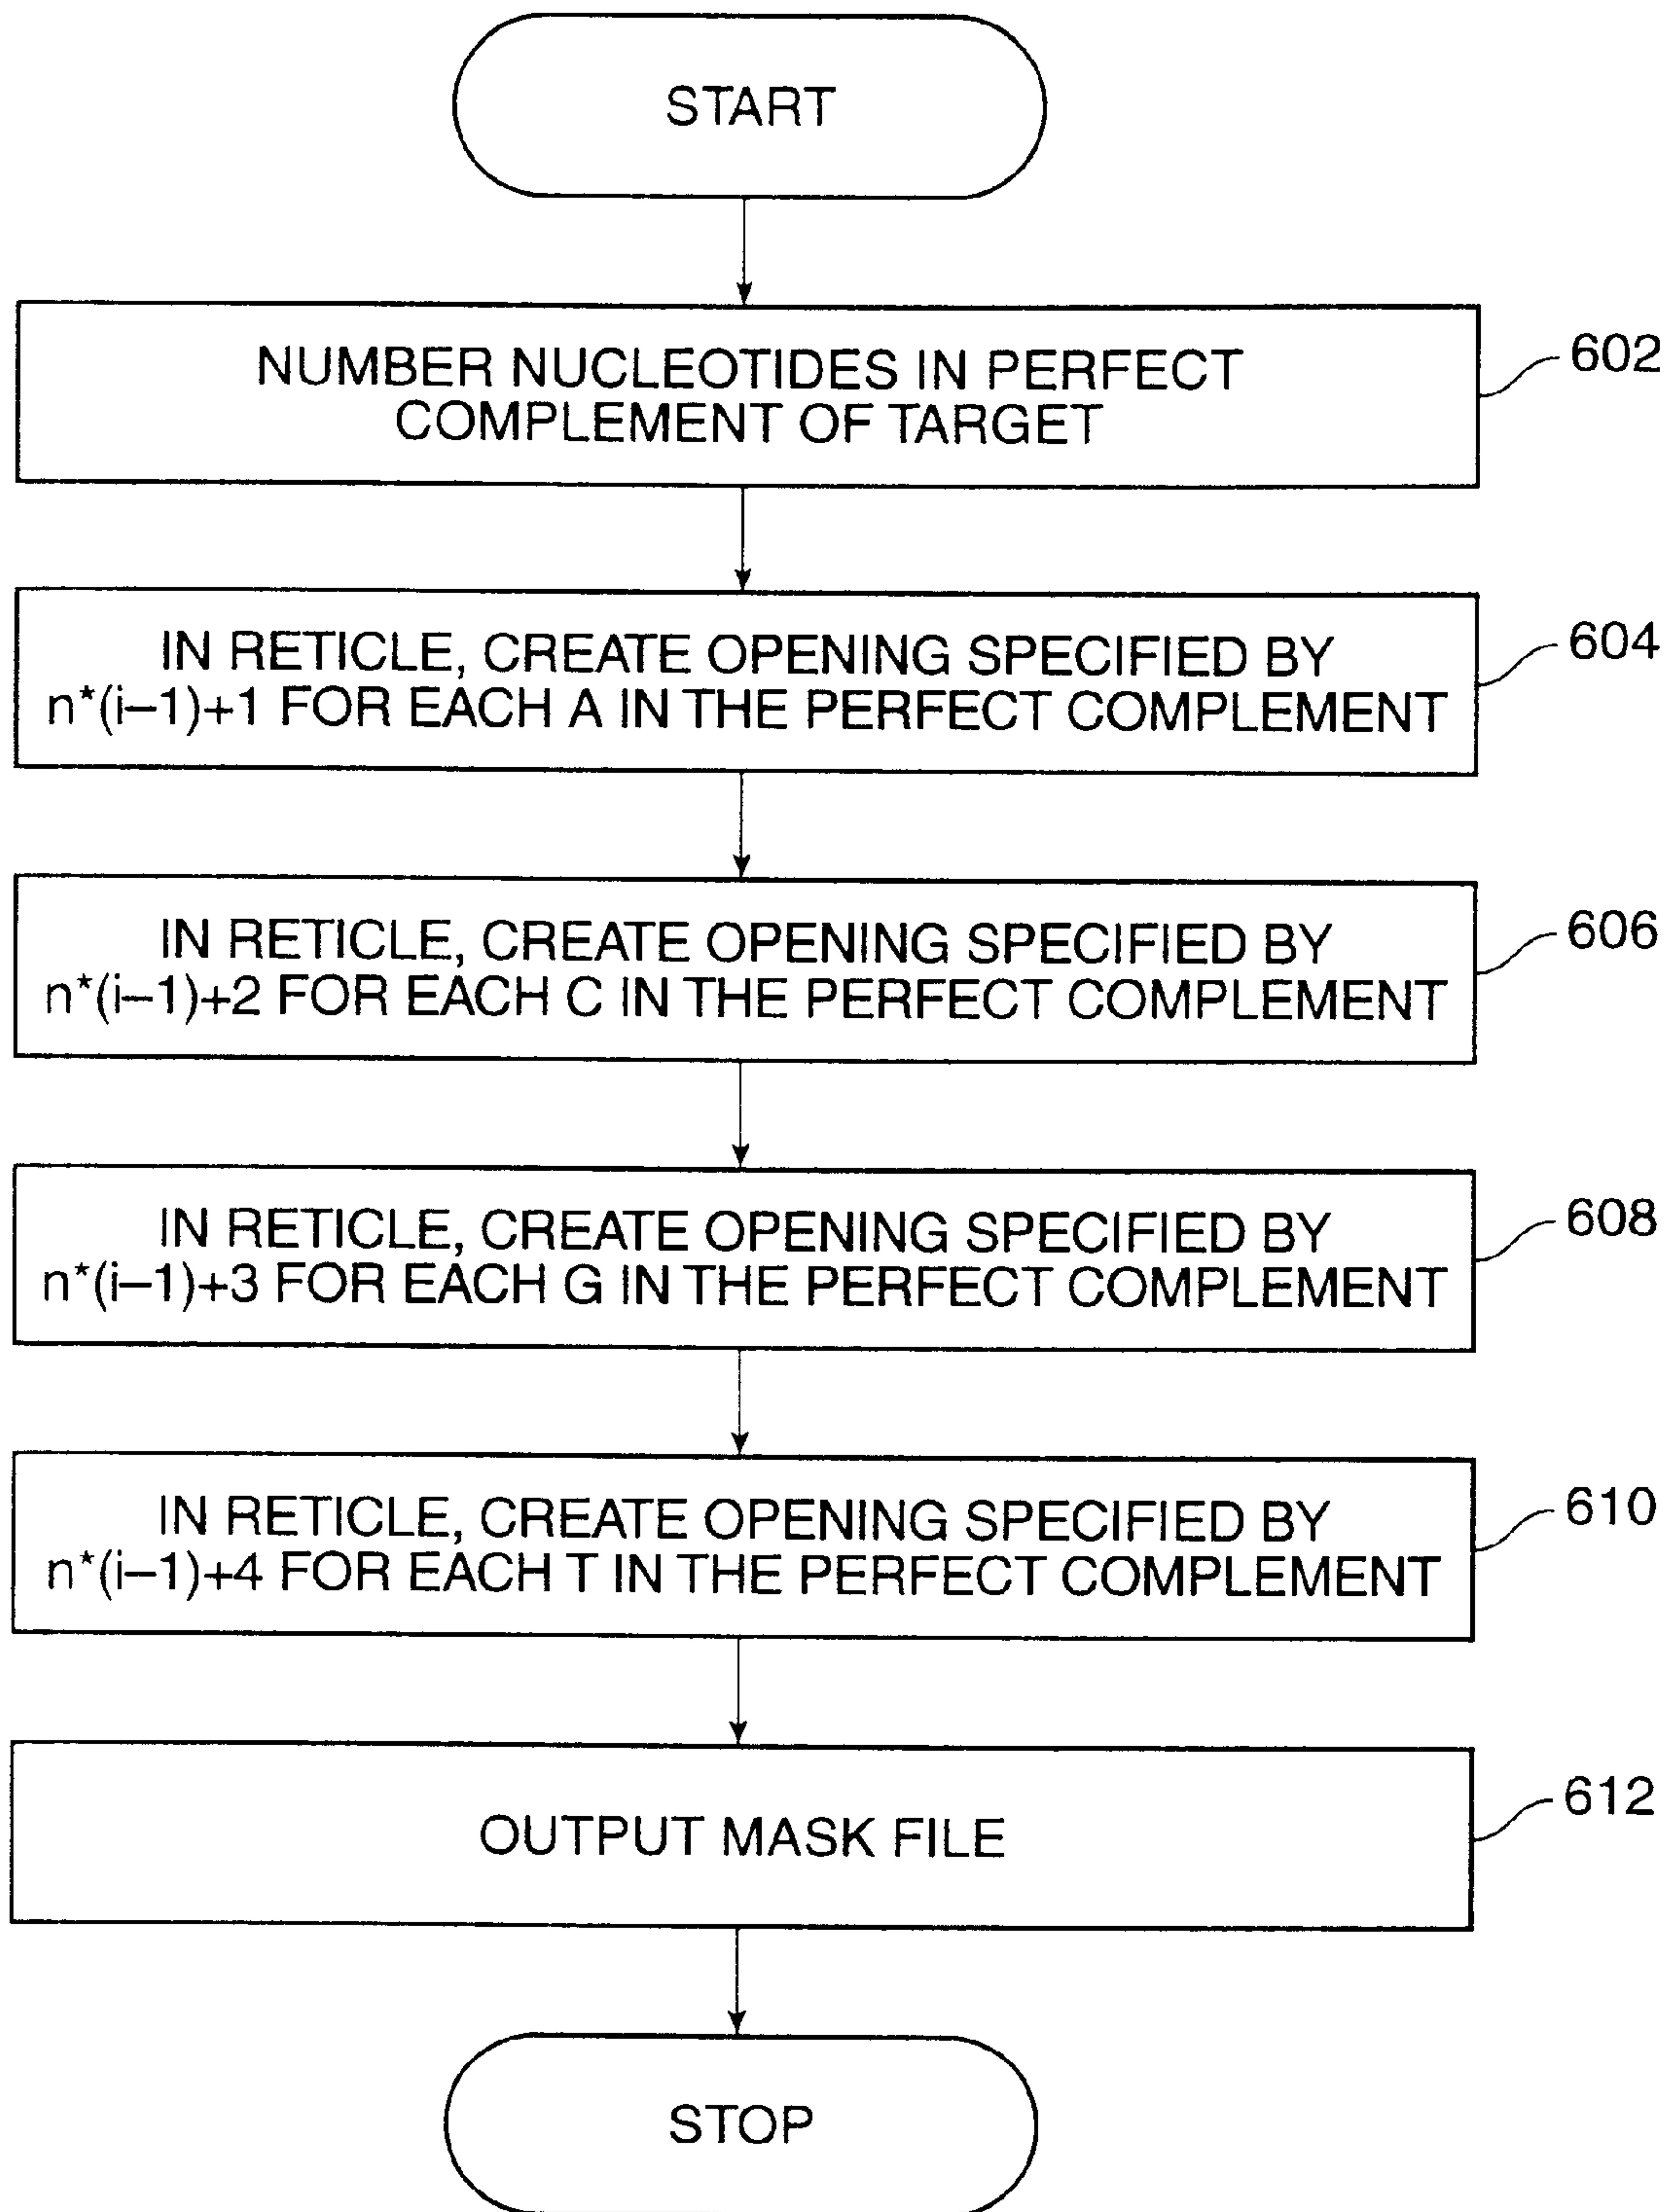 START
NUMBER NUCLEOTIDES IN PERFECT
COMPLEMENT OF TARGET
602
IN RETICLE, CREATE OPENING SPECIFIED BY
n*(i–1)+1 FOR EACH A IN THE PERFECT COMPLEMENT
604
IN RETICLE, CREATE OPENING SPECIFIED BY
n*(i–1)+2 FOR EACH C IN THE PERFECT COMPLEMENT
606
IN RETICLE, CREATE OPENING SPECIFIED BY
n*(i–1)+3 FOR EACH G IN THE PERFECT COMPLEMENT
608
IN RETICLE, CREATE OPENING SPECIFIED BY
n*(i–1)+4 FOR EACH T IN THE PERFECT COMPLEMENT
610
OUTPUT MASK FILE
612
STOP